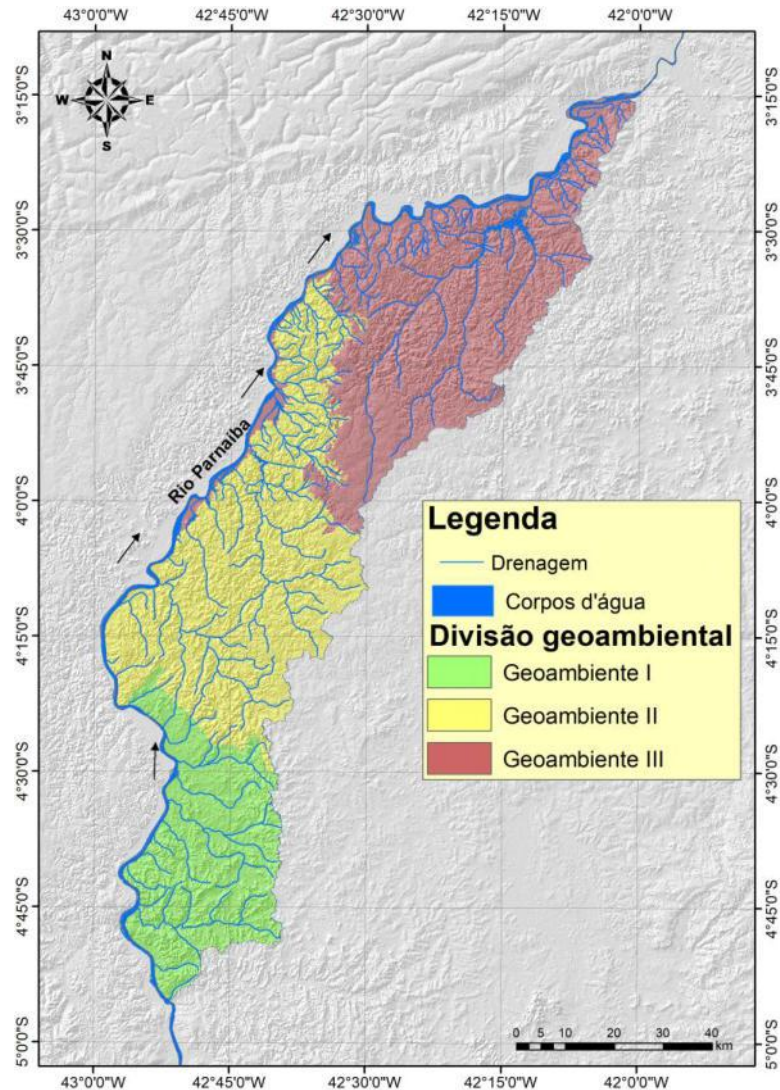 43°0'0"W 42°45'0"W 42°30'0"W 42°15'0"W 42°0'0"W
N
W E
S
3°15'0"S 3°15'0"S
3°30'0"S 3°30'0"S
3°45'0"S 3°45'0"S
Rio Parnaiba
4°0'0"S 4°0'0"S
Legenda
Drenagem
Corpos d'água
4°15'0"S 4°15'0"S
Divisão geoambiental
Geoambiente I
Geoambiente II
Geoambiente III
4°30'0"S 4°30'0"S
4°45'0"S 4°45'0"S
5°0'0"S 5°0'0"S
0 5 10 20 30 40
km
43°0'0"W 42°45'0"W 42°30'0"W 42°15'0"W 42°0'0"W